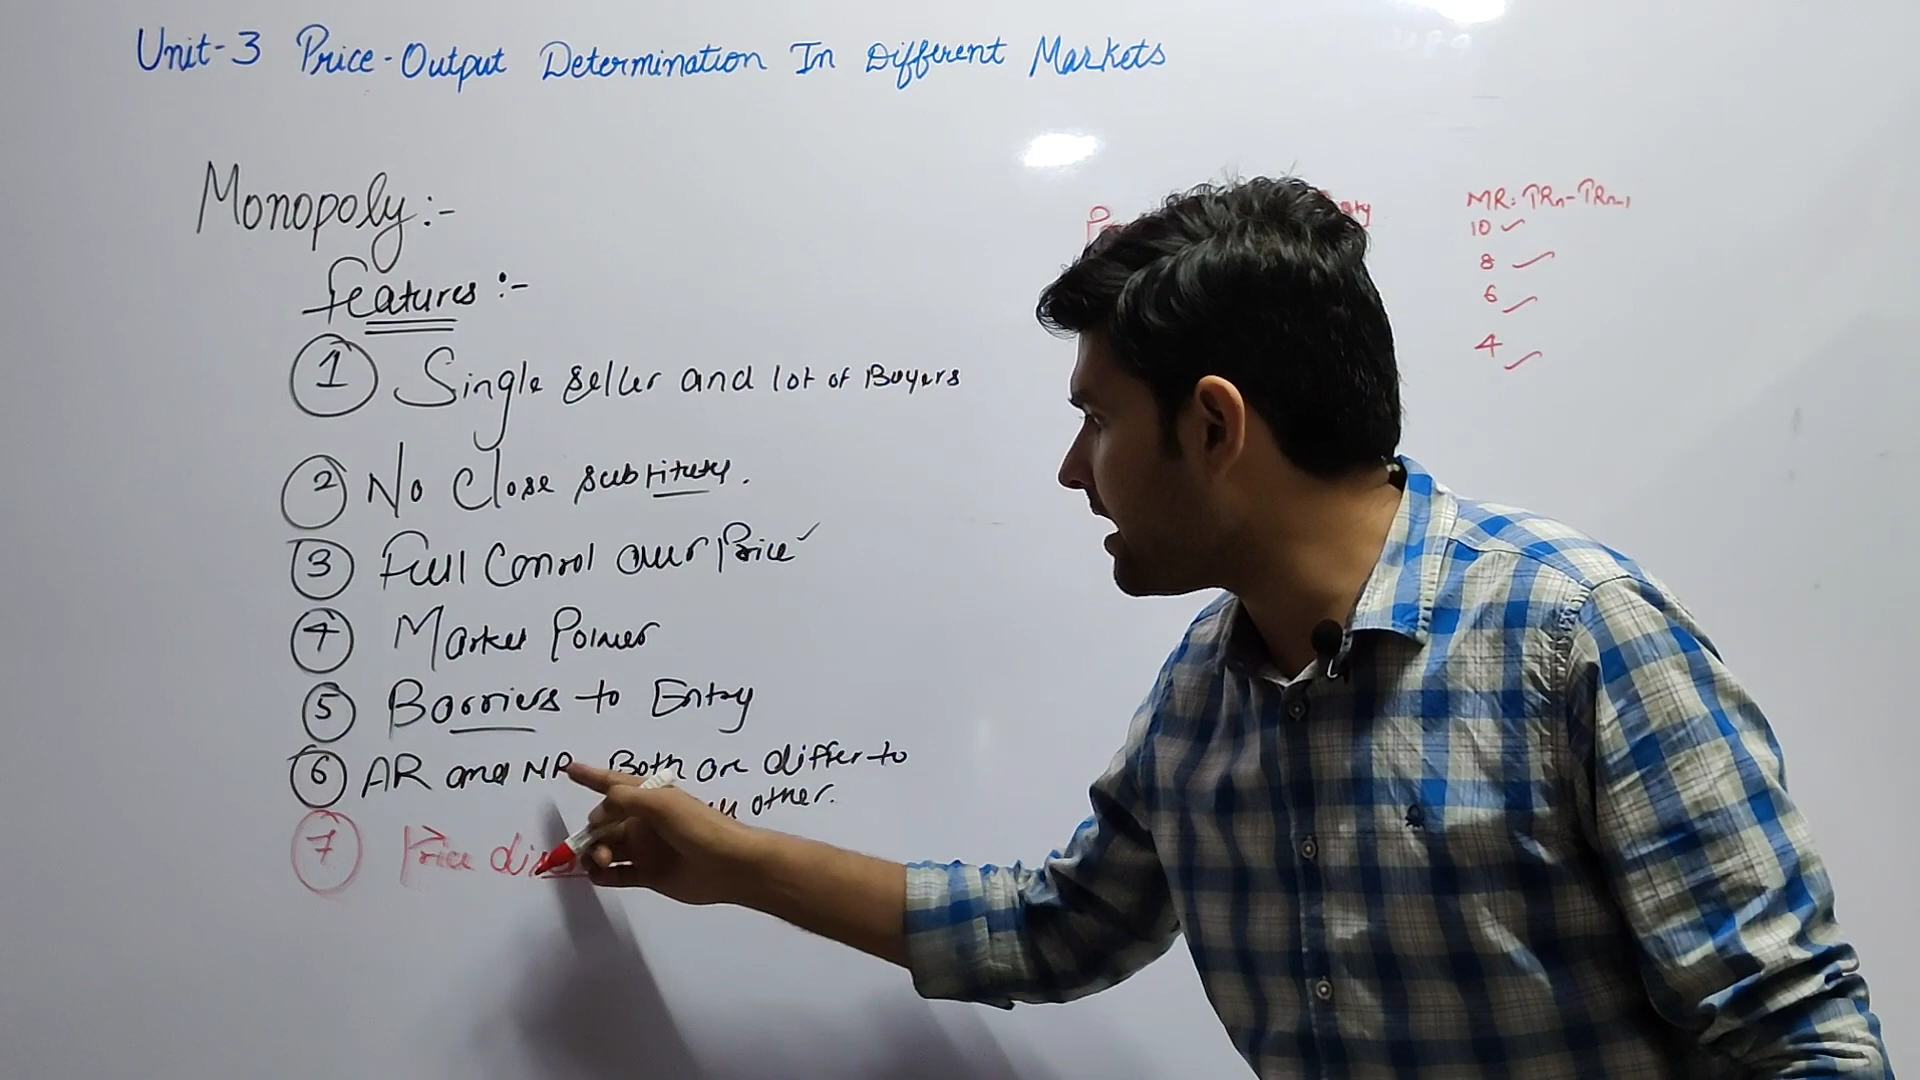 Unit-3 Price-Output Determination In Different Markets
Monopoly:-
features :-
1 Single seller and lot of Buyers
2 No Close substitutes.
3 Full Conrol over Price
4 Market Power
5 Barriers to Entry
6 AR and MR Both are differ to
other.
7 Price dis
MR: TRn-TRn-1
10
8
6
4